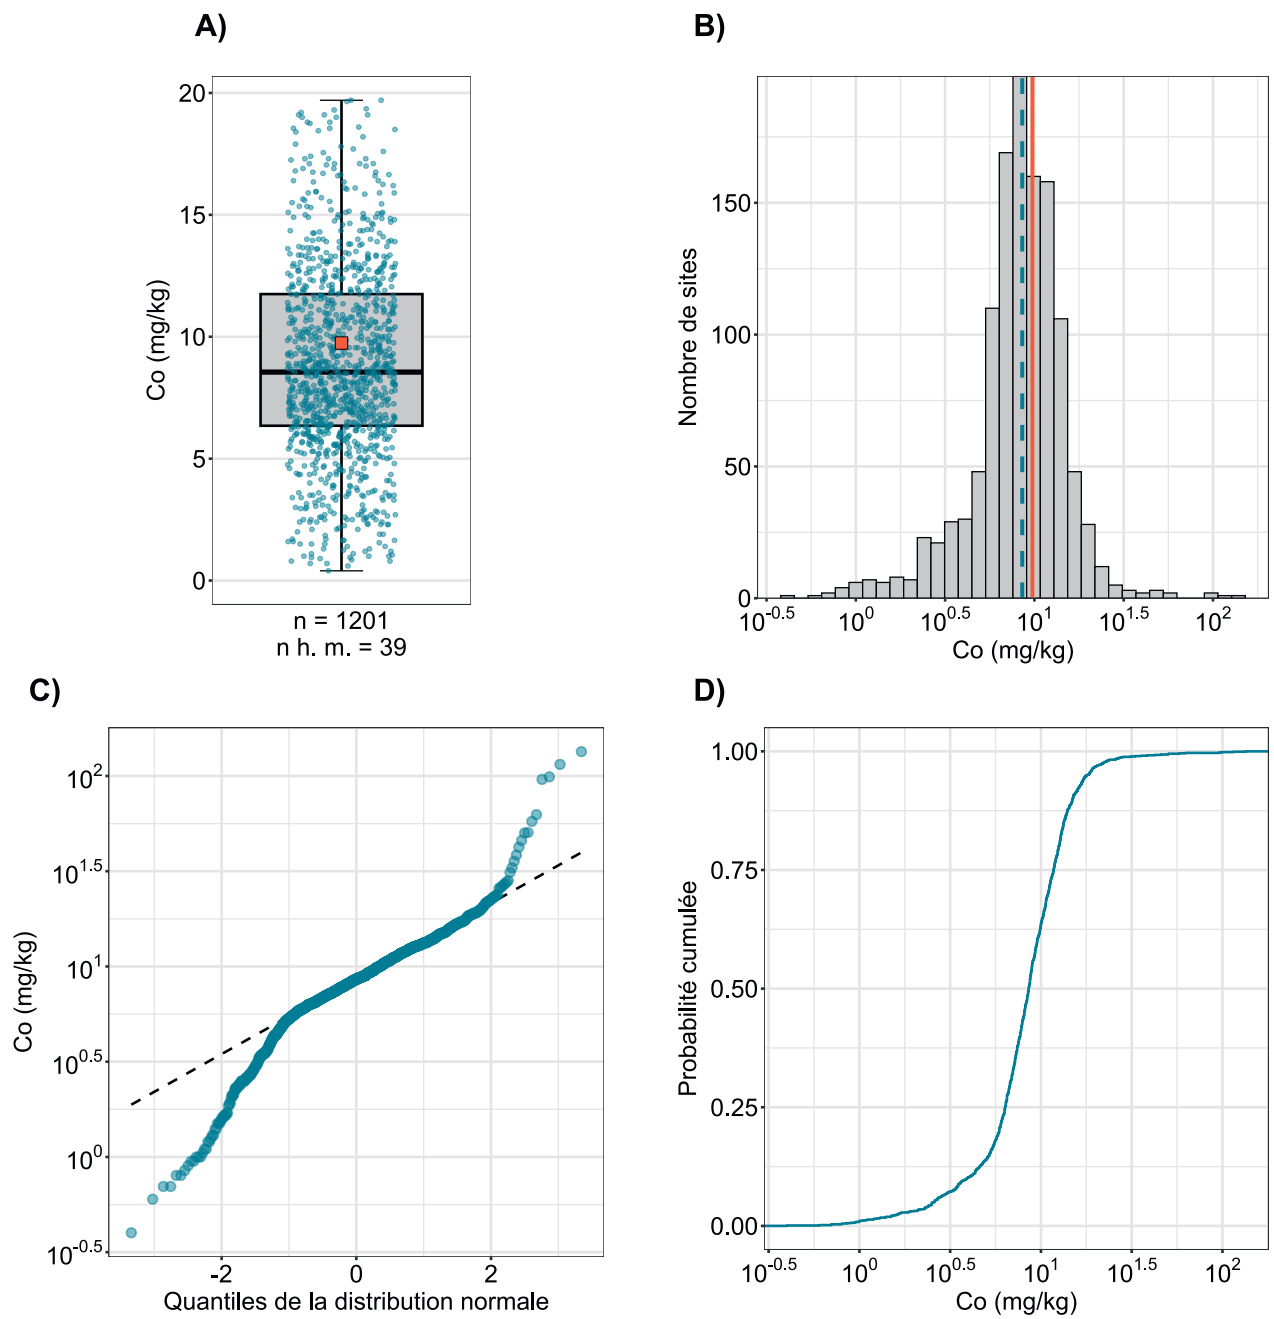 A)
20
15
10
5
0
Co (mg/kg)
n = 1201
n h. m. = 39
B)
150
100
50
0
Nombre de sites
10^-0.5 10^0 10^0.5 10^1 10^1.5 10^2
Co (mg/kg)
C)
10^2
10^1.5
10^1
10^0.5
10^0
10^-0.5
Co (mg/kg)
-2 0 2
Quantiles de la distribution normale
D)
1.00
0.75
0.50
0.25
0.00
Probabilité cumulée
10^-0.5 10^0 10^0.5 10^1 10^1.5 10^2
Co (mg/kg)